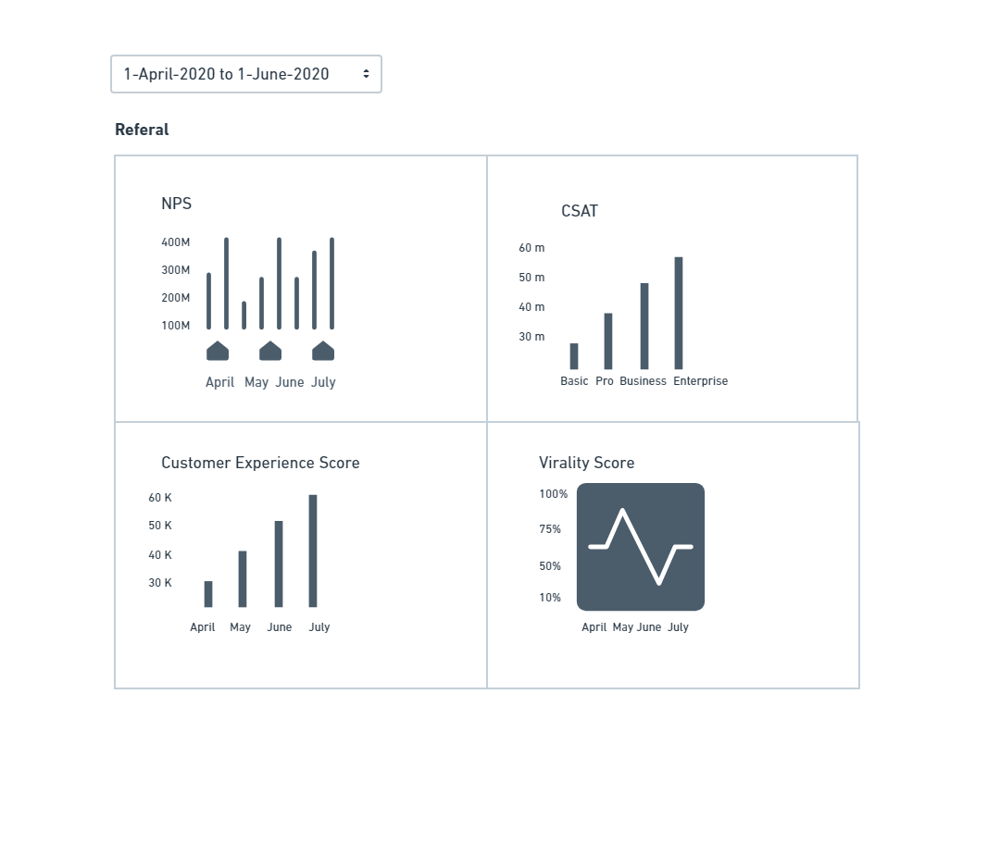 1-April-2020 to 1-June-2020
Referal
NPS
400M
300M
200M
100M
April May June July
CSAT
60 m
50 m
40 m
30 m
Basic Pro Business Enterprise
Customer Experience Score
60 K
50 K
40 K
30 K
April May June July
Virality Score
100%
75%
50%
10%
April May June July